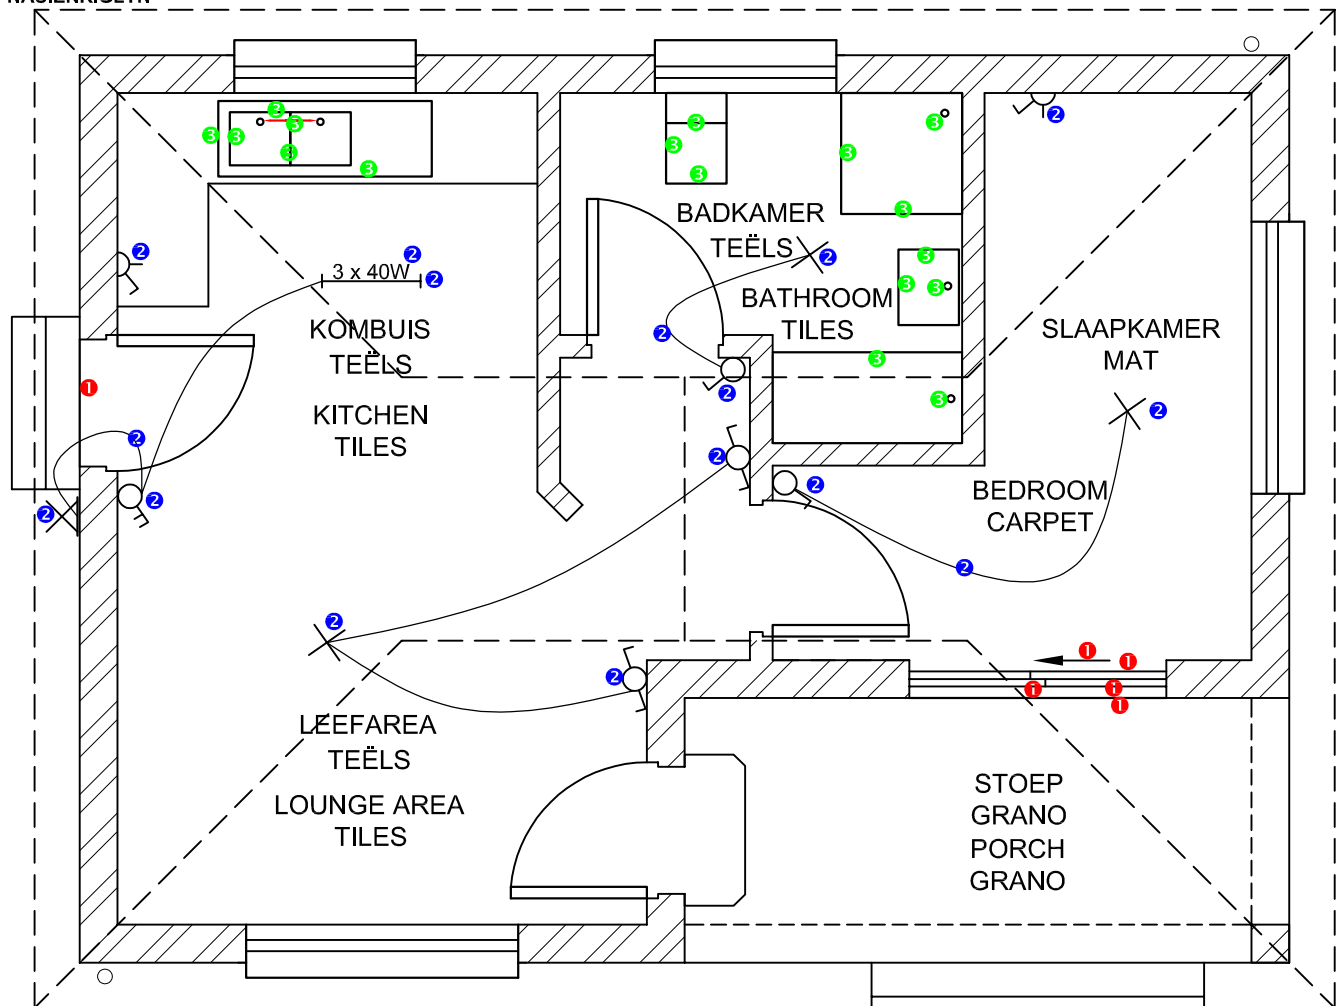 3 x 40W
KOMBUIS
TEËLS
KITCHEN
TILES
BADKAMER
TEËLS
BATHROOM
TILES
SLAAPKAMER
MAT
BEDROOM
CARPET
LEEFAREA
TEËLS
LOUNGE AREA
TILES
STOEP
GRANO
PORCH
GRANO